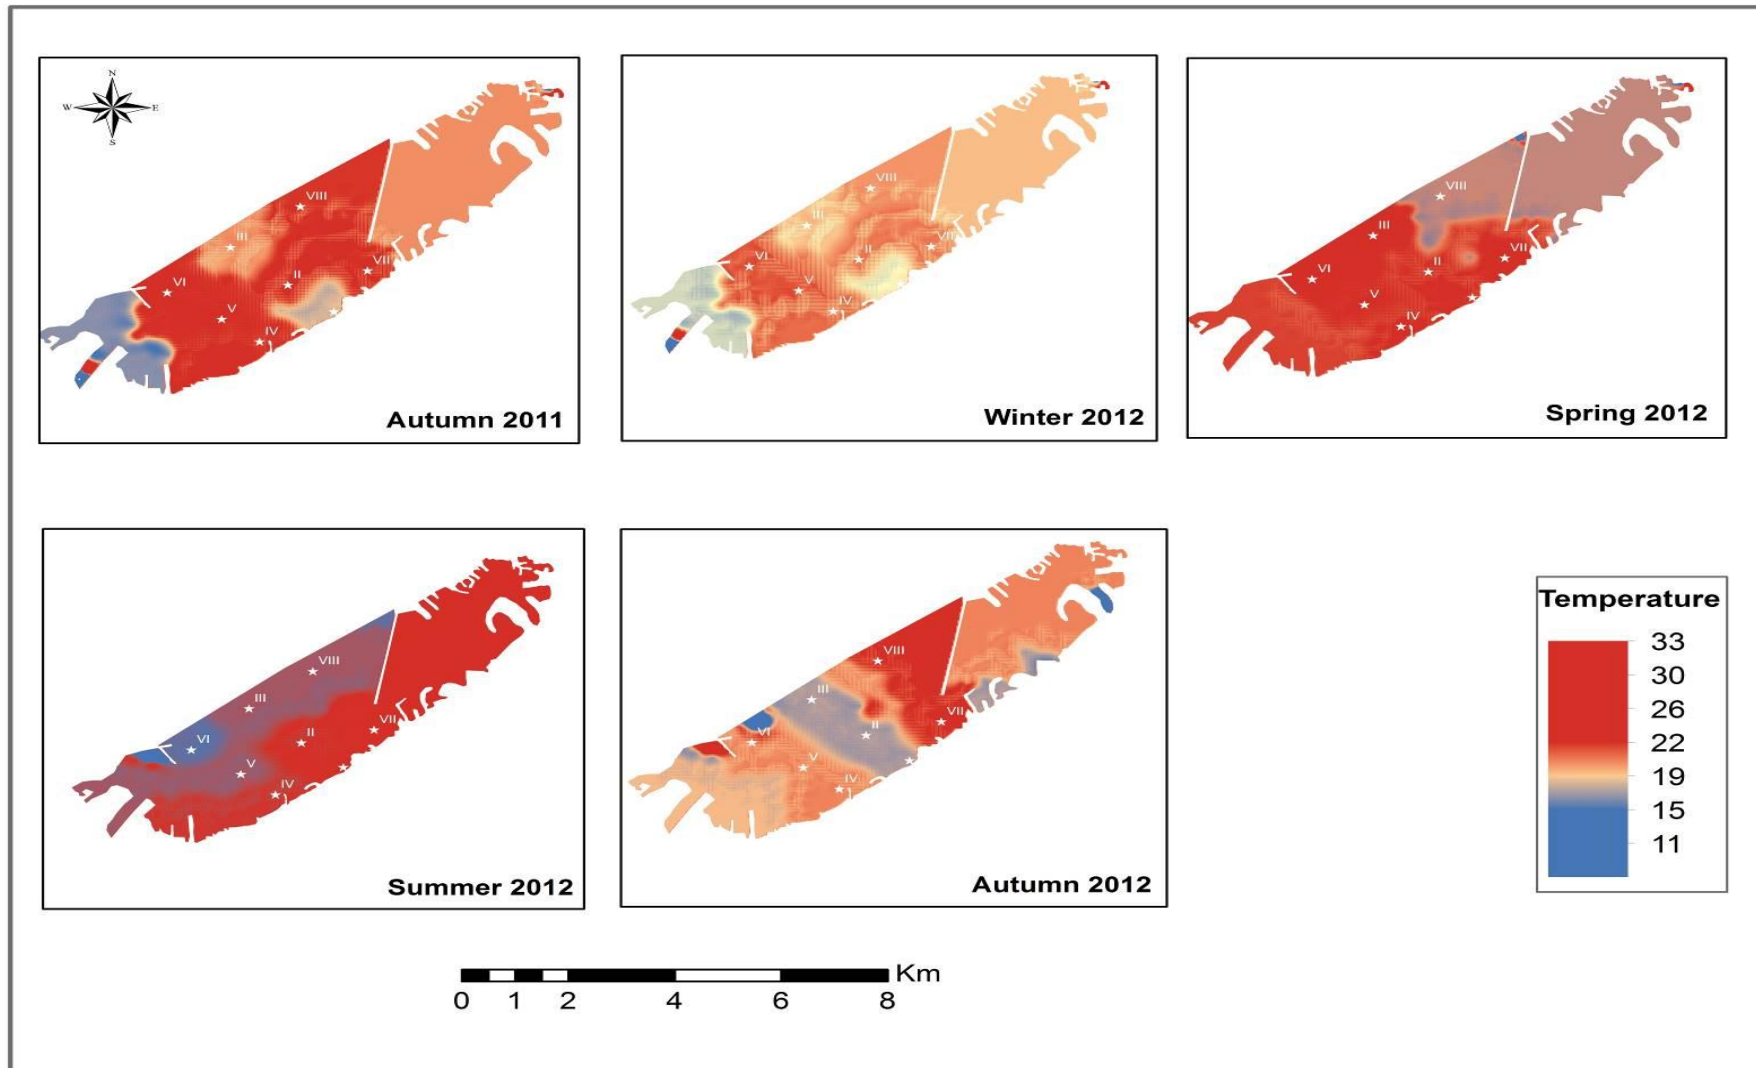 N
W E
S
VIII
III
II
VII
VI
V
IV
Autumn 2011
VIII
III
II
VII
VI
V
IV
Winter 2012
VIII
III
II
VII
VI
V
IV
Spring 2012
VIII
III
II
VII
VI
V
IV
Summer 2012
VIII
III
II
VII
VI
V
IV
Autumn 2012
Temperature
33
30
26
22
19
15
11
Km
0 1 2 4 6 8